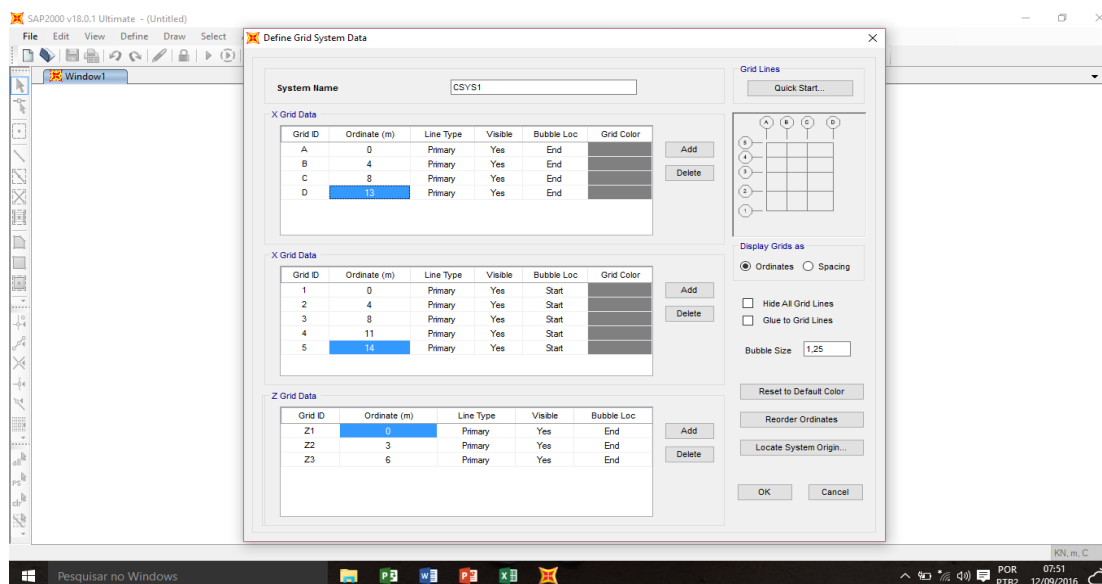 SAP2000 v18.0.1 Ultimate - (Untitled)
File Edit View Define Draw Select
Window1
Define Grid System Data
System Name CSYS1
Grid Lines
Quick Start...
X Grid Data
Grid ID Ordinate (m) Line Type Visible Bubble Loc Grid Color
A 0 Primary Yes End
B 4 Primary Yes End
C 8 Primary Yes End
D 13 Primary Yes End
Add
Delete
A B C D
5
4
3
2
1
X Grid Data
Grid ID Ordinate (m) Line Type Visible Bubble Loc Grid Color
1 0 Primary Yes Start
2 4 Primary Yes Start
3 8 Primary Yes Start
4 11 Primary Yes Start
5 14 Primary Yes Start
Add
Delete
Display Grids as
Ordinates Spacing
Hide All Grid Lines
Glue to Grid Lines
Bubble Size 1,25
Z Grid Data
Grid ID Ordinate (m) Line Type Visible Bubble Loc
Z1 0 Primary Yes End
Z2 3 Primary Yes End
Z3 6 Primary Yes End
Add
Delete
Reset to Default Color
Reorder Ordinates
Locate System Origin...
OK Cancel
all
PS
clr
KN, m, C
Pesquisar no Windows
POR
PTB2
07:51
12/09/2016